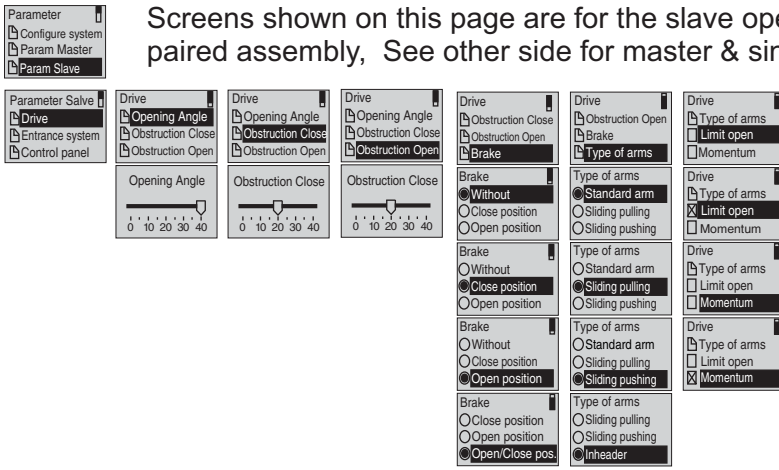 Parameter
Configure system
Param Master
Param Slave
Screens shown on this page are for the slave
paired assembly, See other side for master &
Parameter Salve
Drive
Entrance system
Control panel
Drive
Opening Angle
Obstruction Close
Obstruction Open
Opening Angle
0 10 20 30 40
Drive
Opening Angle
Obstruction Close
Obstruction Open
Obstruction Close
0 10 20 30 40
Drive
Opening Angle
Obstruction Close
Obstruction Open
Obstruction Close
0 10 20 30 40
Drive
Obstruction Close
Obstruction Open
Brake
Brake
Without
Close position
Open position
Brake
Without
Close position
Open position
Brake
Without
Close position
Open position
Brake
Close position
Open position
Open/Close pos.
Drive
Obstruction Open
Brake
Type of arms
Type of arms
Standard arm
Sliding pulling
Sliding pushing
Type of arms
Standard arm
Sliding pulling
Sliding pushing
Type of arms
Standard arm
Sliding pulling
Sliding pushing
Type of arms
Sliding pulling
Sliding pushing
Inheader
Drive
Type of arms
Limit open
Momentum
Drive
Type of arms
Limit open
Momentum
Drive
Type of arms
Limit open
Momentum
Drive
Type of arms
Limit open
Momentum